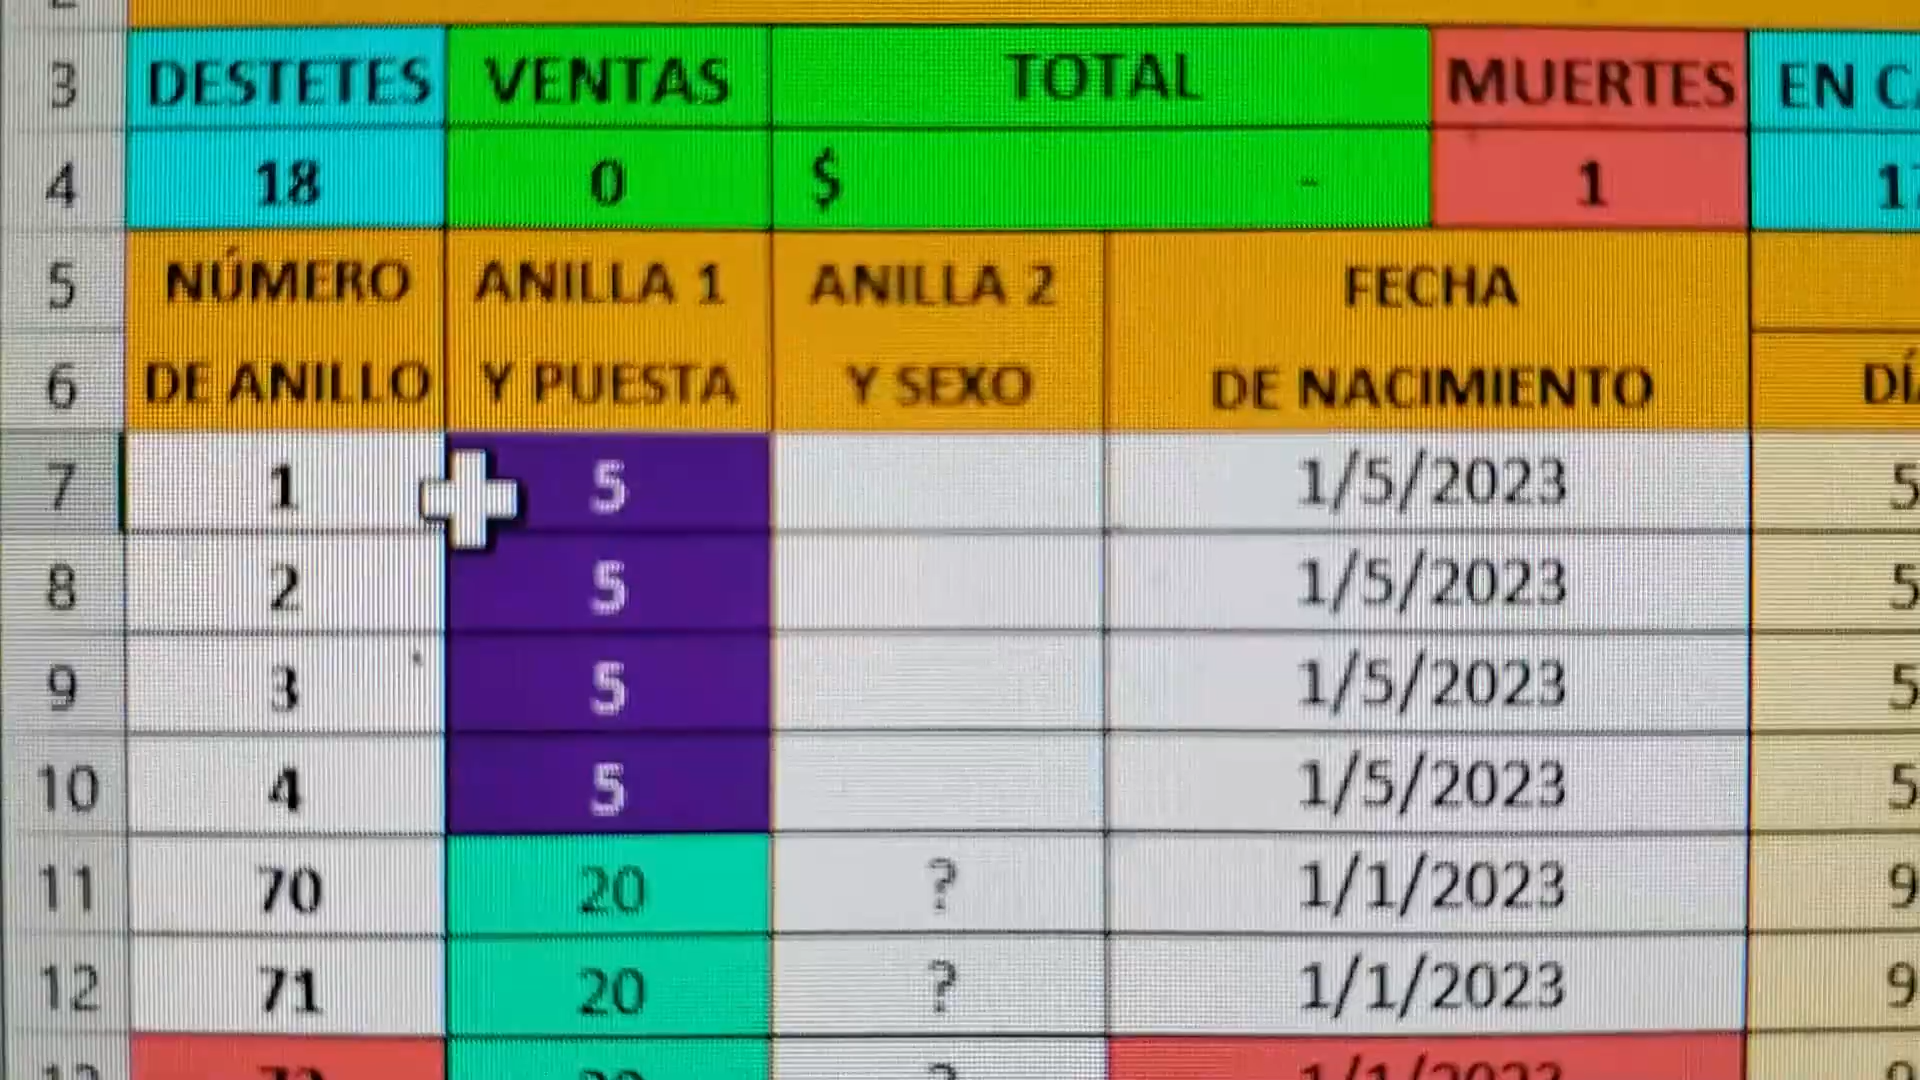 3 DESTETES VENTAS TOTAL MUERTES EN
4 18 0 $ - 1
5 NÚMERO ANILLA 1 ANILLA 2 FECHA
6 DE ANILLO Y PUESTA Y SEXO DE NACIMIENTO
7 1 5 1/5/2023
8 2 5 1/5/2023
9 3 5 1/5/2023
10 4 5 1/5/2023
11 70 20 ? 1/1/2023
12 71 20 ? 1/1/2023